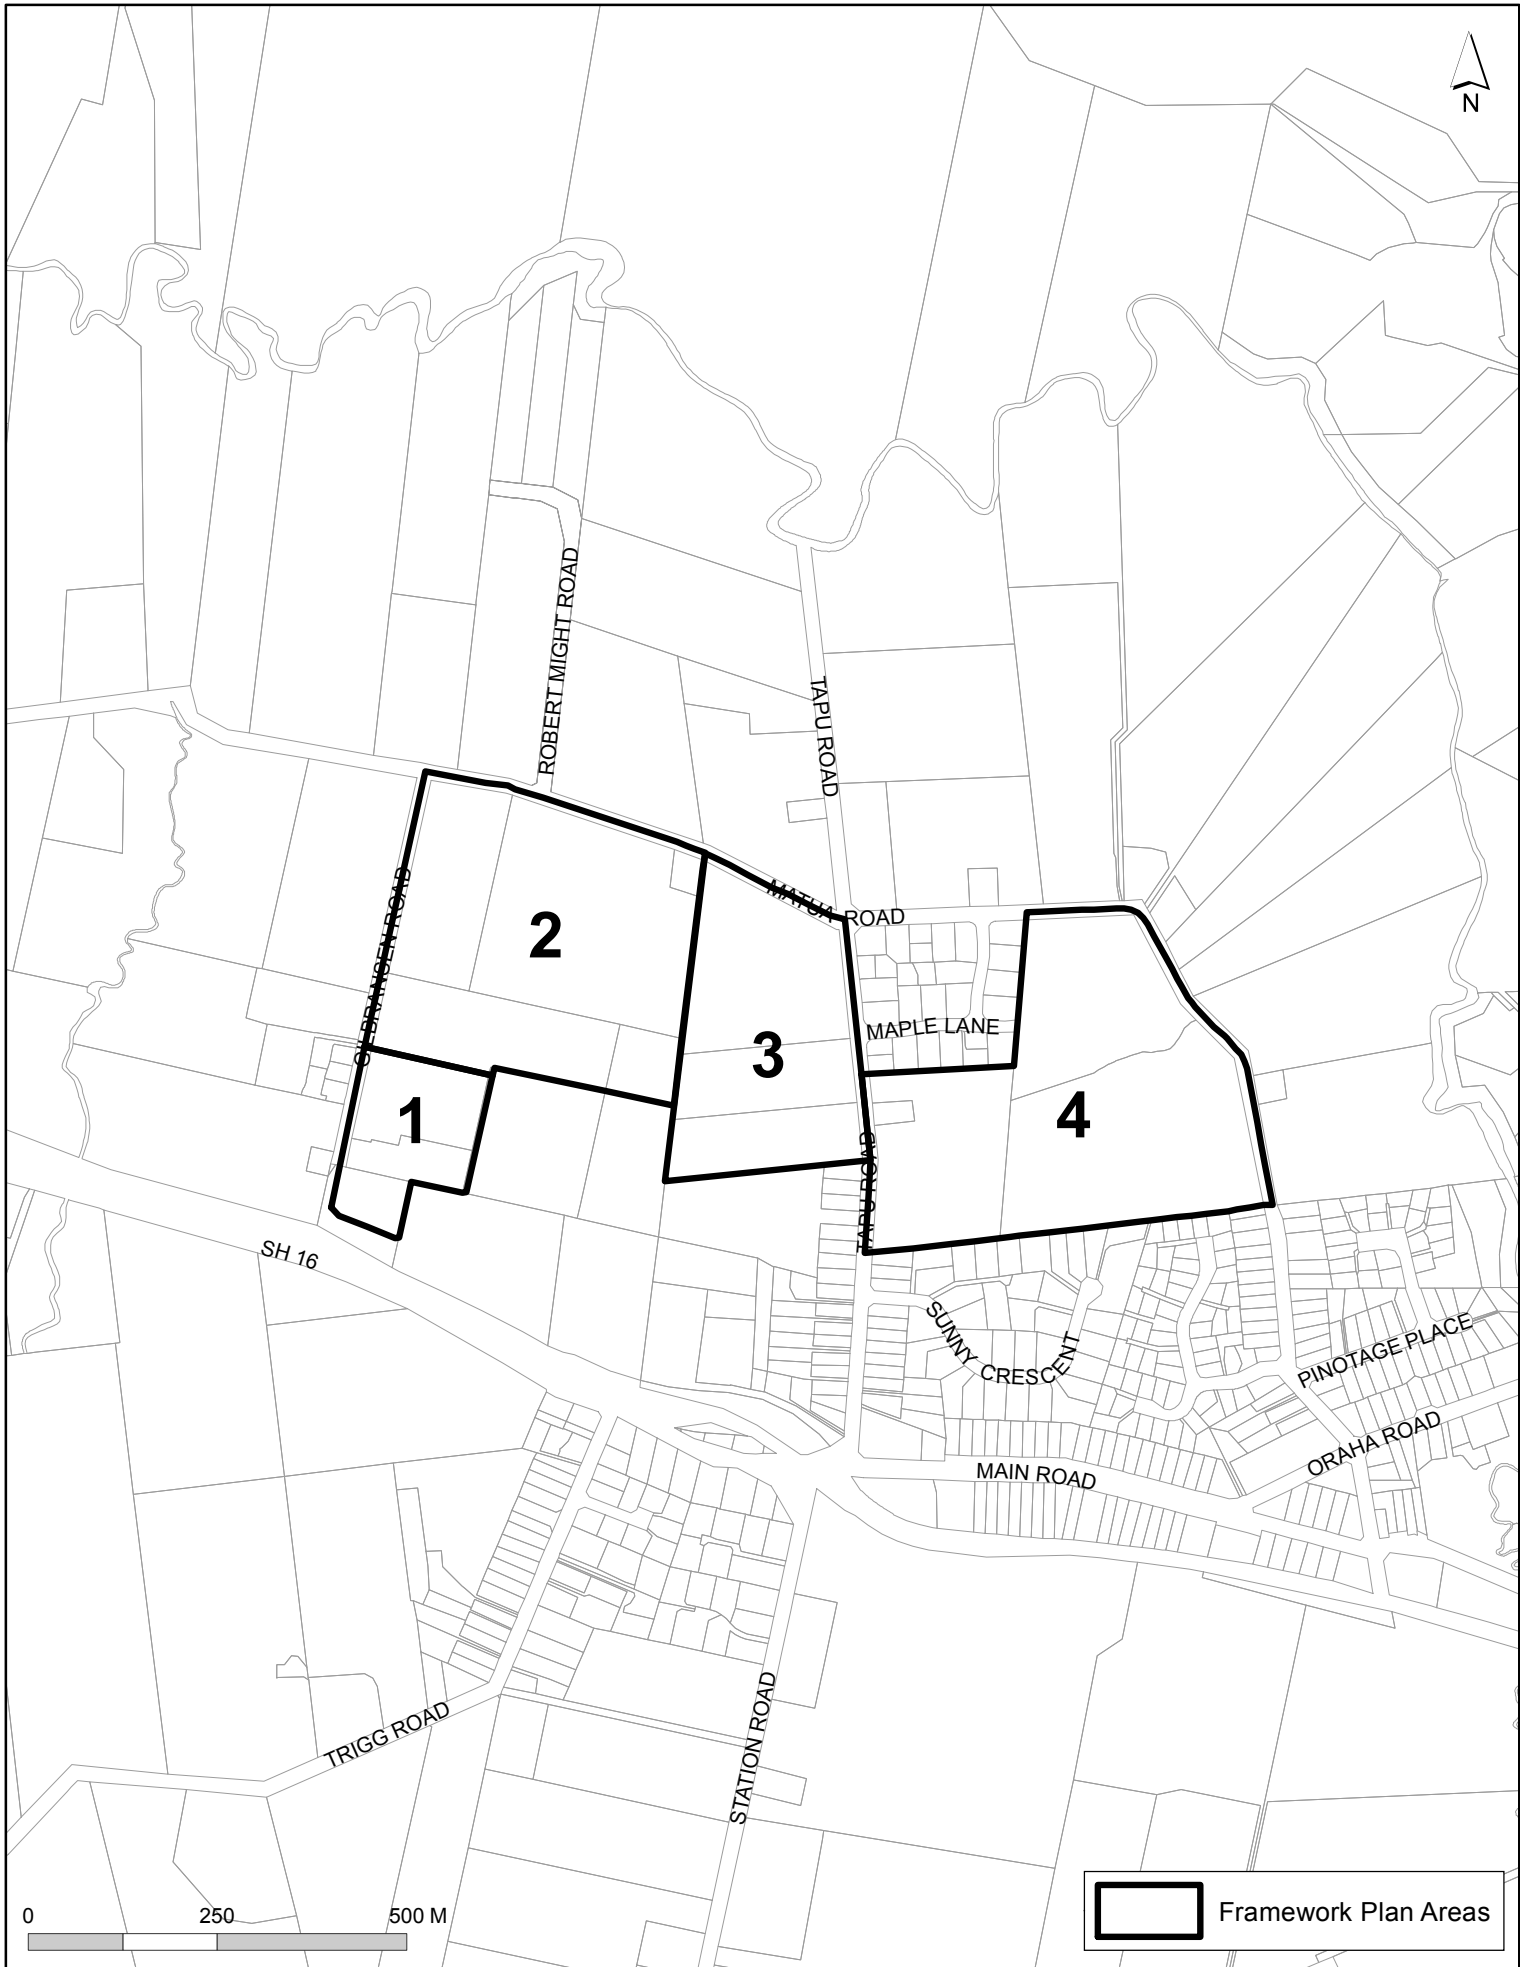 N
ROBERT MIGHT ROAD
TAPU ROAD
GILBRANSEN ROAD
MATUA ROAD
2
MAPLE LANE
3
1
4
TAPU ROAD
SH 16
SUNNY CRESCENT
PINOTAGE PLACE
ORAHA ROAD
MAIN ROAD
TRIGG ROAD
STATION ROAD
0 250 500 M
Framework Plan Areas